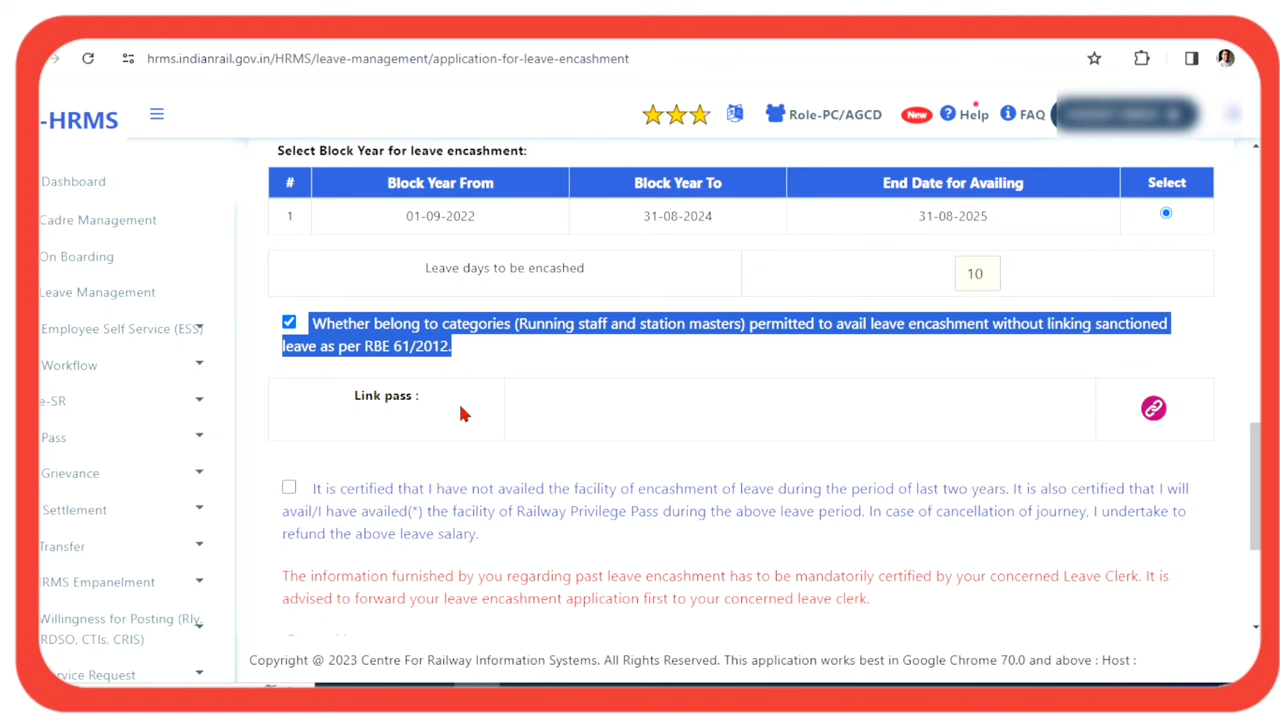 hrms.indianrail.gov.in/HRMS/leave-management/application-for-leave-encashment
-HRMS
Role-PC/AGCD
New
Help
FAQ
Dashboard
Cadre Management
On Boarding
Leave Management
Employee Self Service (ESS)
Workflow
e-SR
Pass
Grievance
Settlement
Transfer
HRMS Empanelment
Willingness for Posting (Rly,
RDSO, CTIs, CRIS)
Service Request
Select Block Year for leave encashment:
# Block Year From Block Year To End Date for Availing Select
1 01-09-2022 31-08-2024 31-08-2025
Leave days to be encashed 10
Whether belong to categories (Running staff and station masters) permitted to avail leave encashment without linking sanctioned
leave as per RBE 61/2012.
Link pass :
It is certified that I have not availed the facility of encashment of leave during the period of last two years. It is also certified that I will
avail/I have availed(*) the facility of Railway Privilege Pass during the above leave period. In case of cancellation of journey, I undertake to
refund the above leave salary.
The information furnished by you regarding past leave encashment has to be mandatorily certified by your concerned Leave Clerk. It is
advised to forward your leave encashment application first to your concerned leave clerk.
Copyright @ 2023 Centre For Railway Information Systems. All Rights Reserved. This application works best in Google Chrome 70.0 and above : Host :